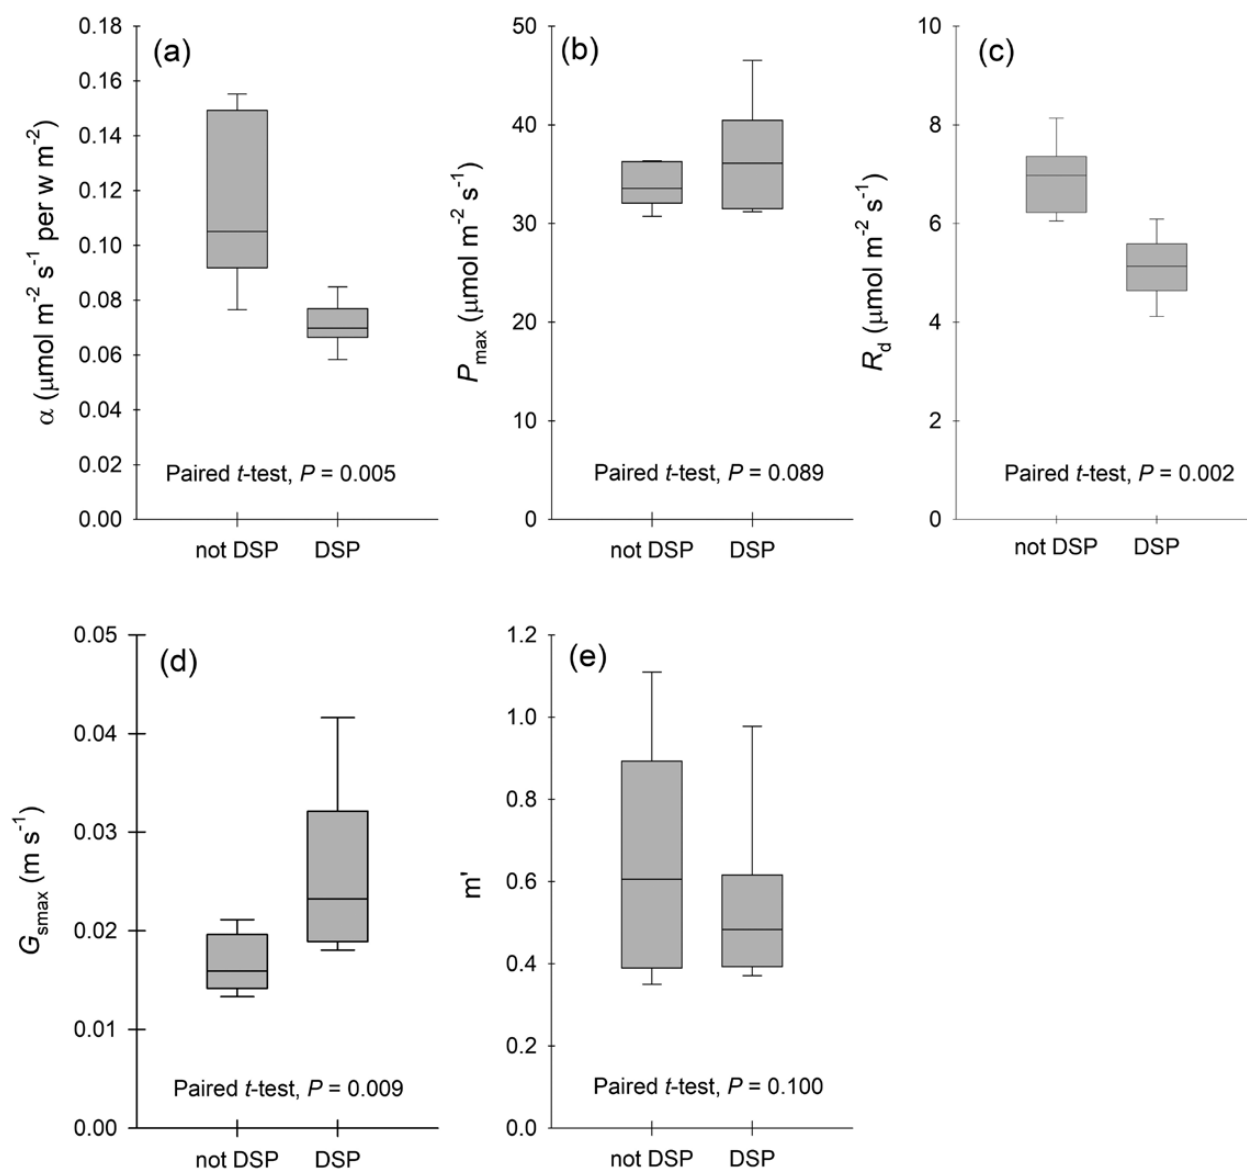 (a)
α (μmol m-2 s-1 per w m-2)
0.18
0.16
0.14
0.12
0.10
0.08
0.06
0.04
0.02
0.00
Paired t-test, P = 0.005
not DSP DSP
(b)
Pmax (μmol m-2 s-1)
50
40
30
20
10
0
Paired t-test, P = 0.089
not DSP DSP
(c)
Rd (μmol m-2 s-1)
10
8
6
4
2
0
Paired t-test, P = 0.002
not DSP DSP
(d)
Gsmax (m s-1)
0.05
0.04
0.03
0.02
0.01
0.00
Paired t-test, P = 0.009
not DSP DSP
(e)
m'
1.2
1.0
0.8
0.6
0.4
0.2
0.0
Paired t-test, P = 0.100
not DSP DSP